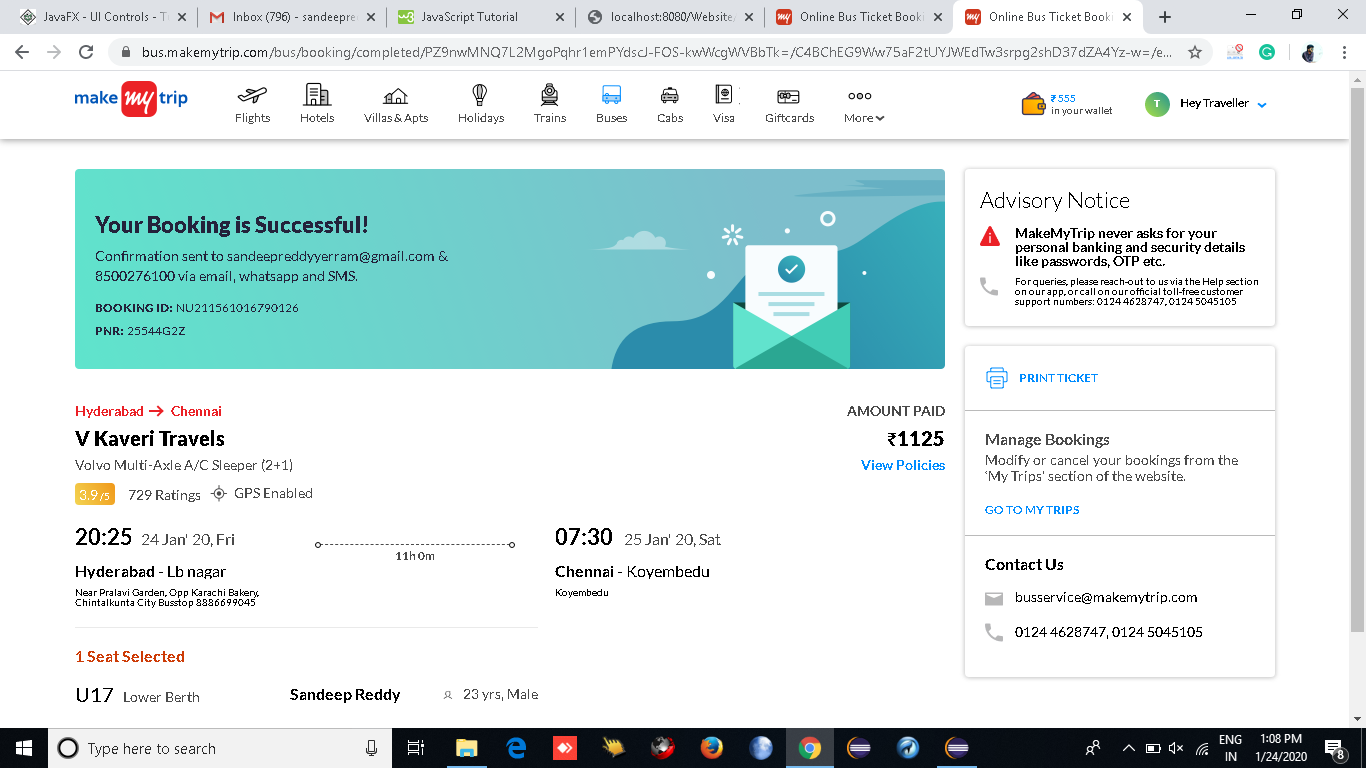 JavaFX - UI Controls - T
Inbox (796) - sandeepre
JavaScript Tutorial
localhost:8080/Website/
Online Bus Ticket Booki
Online Bus Ticket Booki
bus.makemytrip.com/bus/booking/completed/
make my trip
Flights
Hotels
Villas & Apts
Holidays
Trains
Buses
Cabs
Visa
Giftcards
More
₹555
in your wallet
T
Hey Traveller
Your Booking is Successful!
Confirmation sent to sandeepreddyyerram@gmail.com &
8500276100 via email, whatsapp and SMS.
BOOKING ID: NU211561016790126
PNR: 25544G2Z
Advisory Notice
MakeMyTrip never asks for your
personal banking and security details
like passwords, OTP etc.
For queries, please reach-out to us via the Help section
on our app, or call on our official toll-free customer
support numbers: 0124 4628747, 0124 5045105
PRINT TICKET
Manage Bookings
Modify or cancel your bookings from the
'My Trips' section of the website.
GO TO MY TRIPS
Contact Us
busservice@makemytrip.com
0124 4628747, 0124 5045105
Hyderabad → Chennai
AMOUNT PAID
V Kaveri Travels
₹1125
Volvo Multi-Axle A/C Sleeper (2+1)
View Policies
3.9/5
729 Ratings
GPS Enabled
20:25 24 Jan' 20, Fri
11h 0m
07:30 25 Jan' 20, Sat
Hyderabad - Lb nagar
Chennai - Koyembedu
Near Pralavi Garden, Opp Karachi Bakery,
Chintalkunta City Busstop 8886699045
Koyembedu
1 Seat Selected
U17 Lower Berth
Sandeep Reddy
23 yrs, Male
Type here to search
ENG
IN
1:08 PM
1/24/2020
8